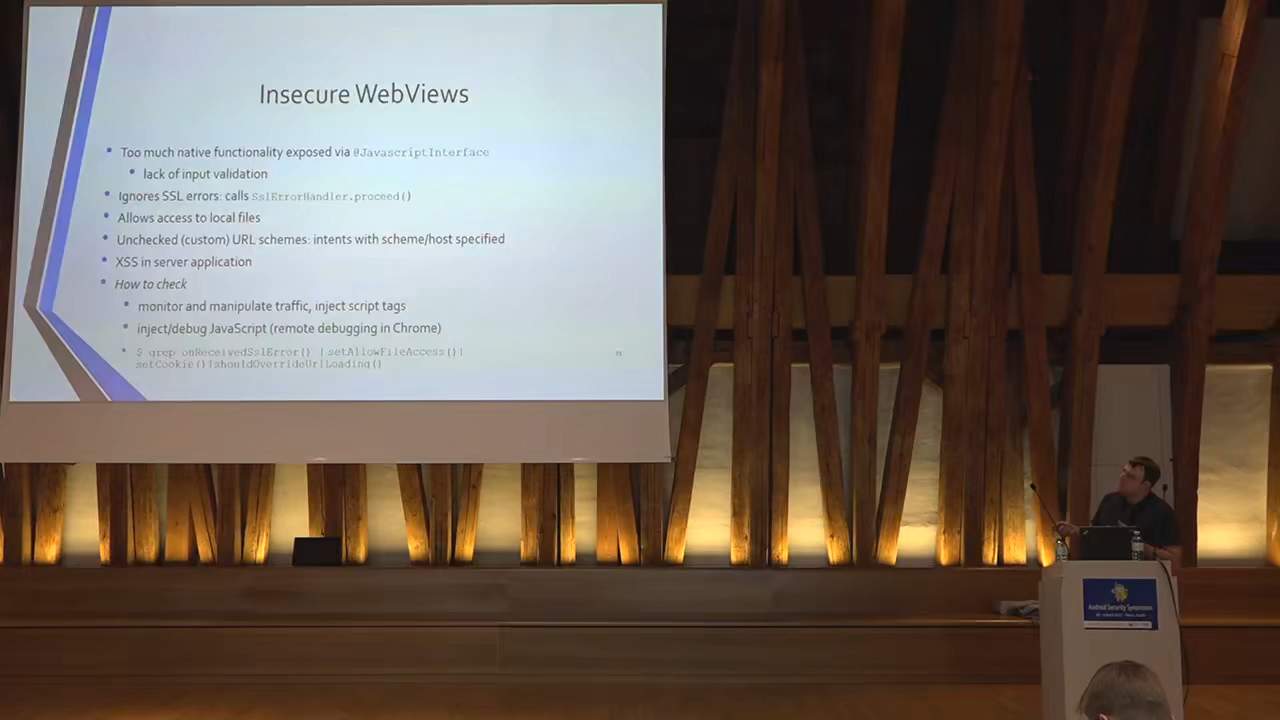 Insecure WebViews
• Too much native functionality exposed via @JavascriptInterface
• lack of input validation
• Ignores SSL errors: calls SslErrorHandler.proceed()
• Allows access to local files
• Unchecked (custom) URL schemes: intents with scheme/host specified
• XSS in server application
• How to check
• monitor and manipulate traffic, inject script tags
• inject/debug JavaScript (remote debugging in Chrome)
• $ grep onReceivedSslError()|setAllowFileAccess()|
setCookie()|shouldOverrideUrlLoading()
Android Security Symposium